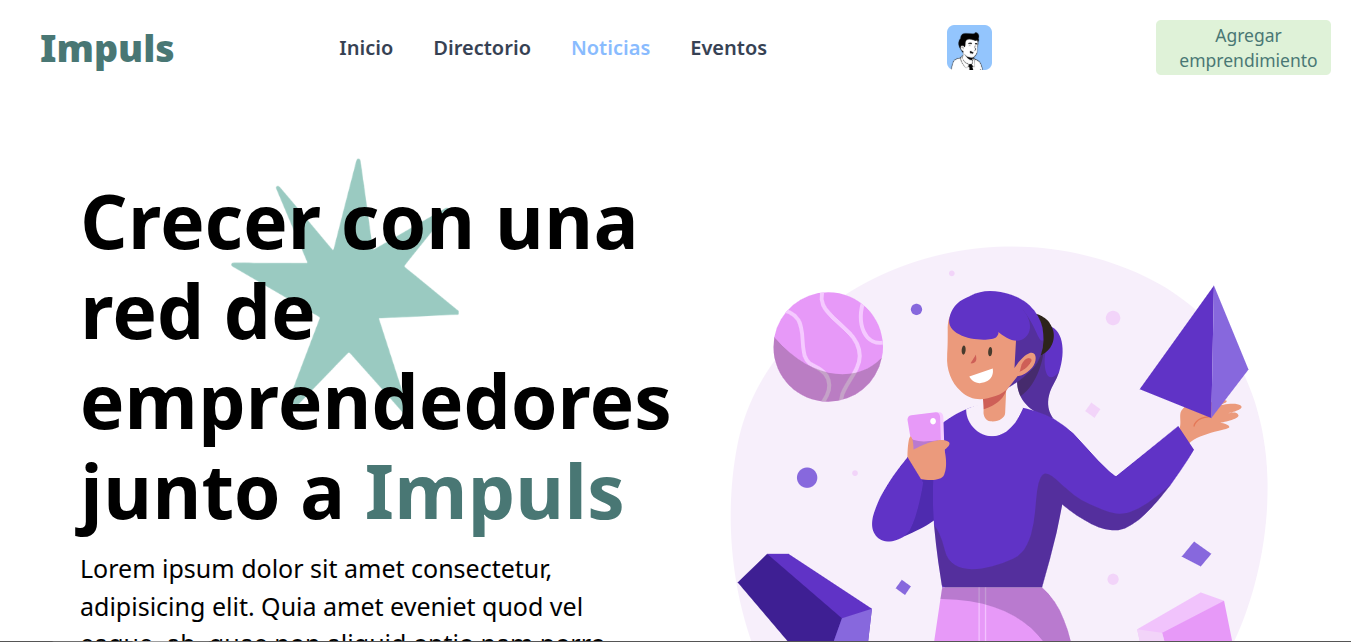 Impuls
Inicio Directorio Noticias Eventos
Agregar
emprendimiento
Crecer con una
red de
emprendedores
junto a Impuls
Lorem ipsum dolor sit amet consectetur,
adipisicing elit. Quia amet eveniet quod vel